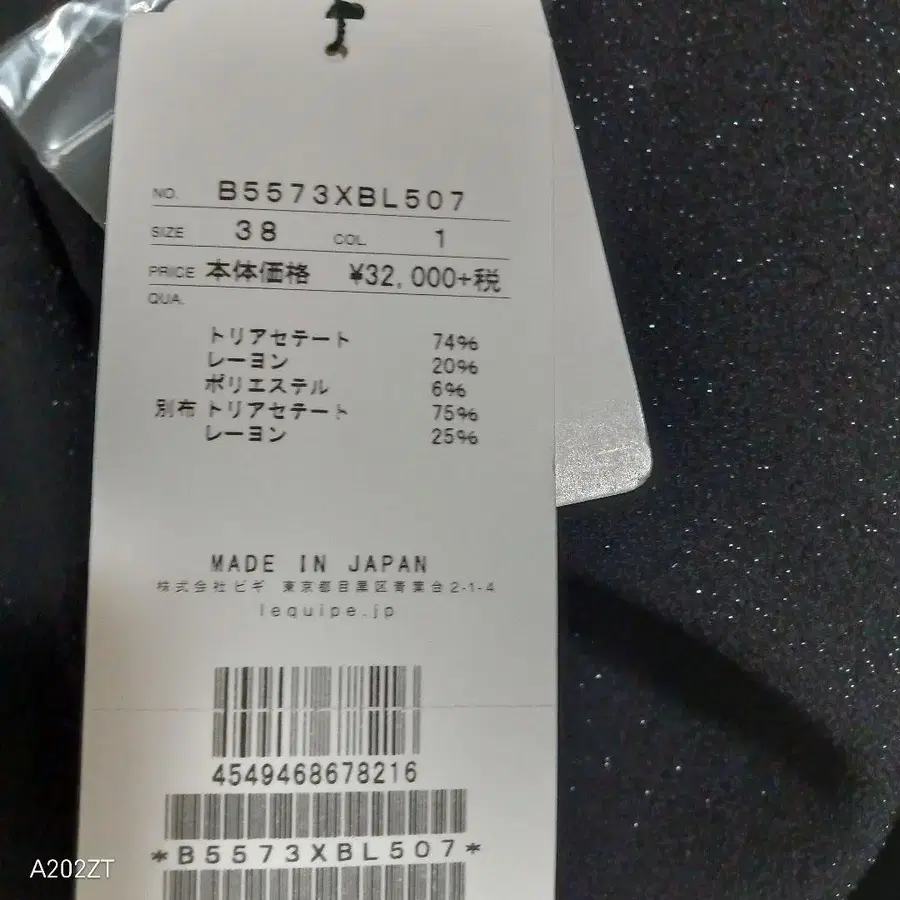 NO. B5573XBL507
SIZE 38 COL 1
PRICE 本体価格 ¥32,000+税
QUA.
トリアセテート 74%
レーヨン 20%
ポリエステル 6%
別布 トリアセテート 75%
レーヨン 25%
MADE IN JAPAN
株式会社ビギ 東京都目黒区青葉台2-1-4
lequipe.jp
4549468678216
*B5573XBL507*
A202ZT